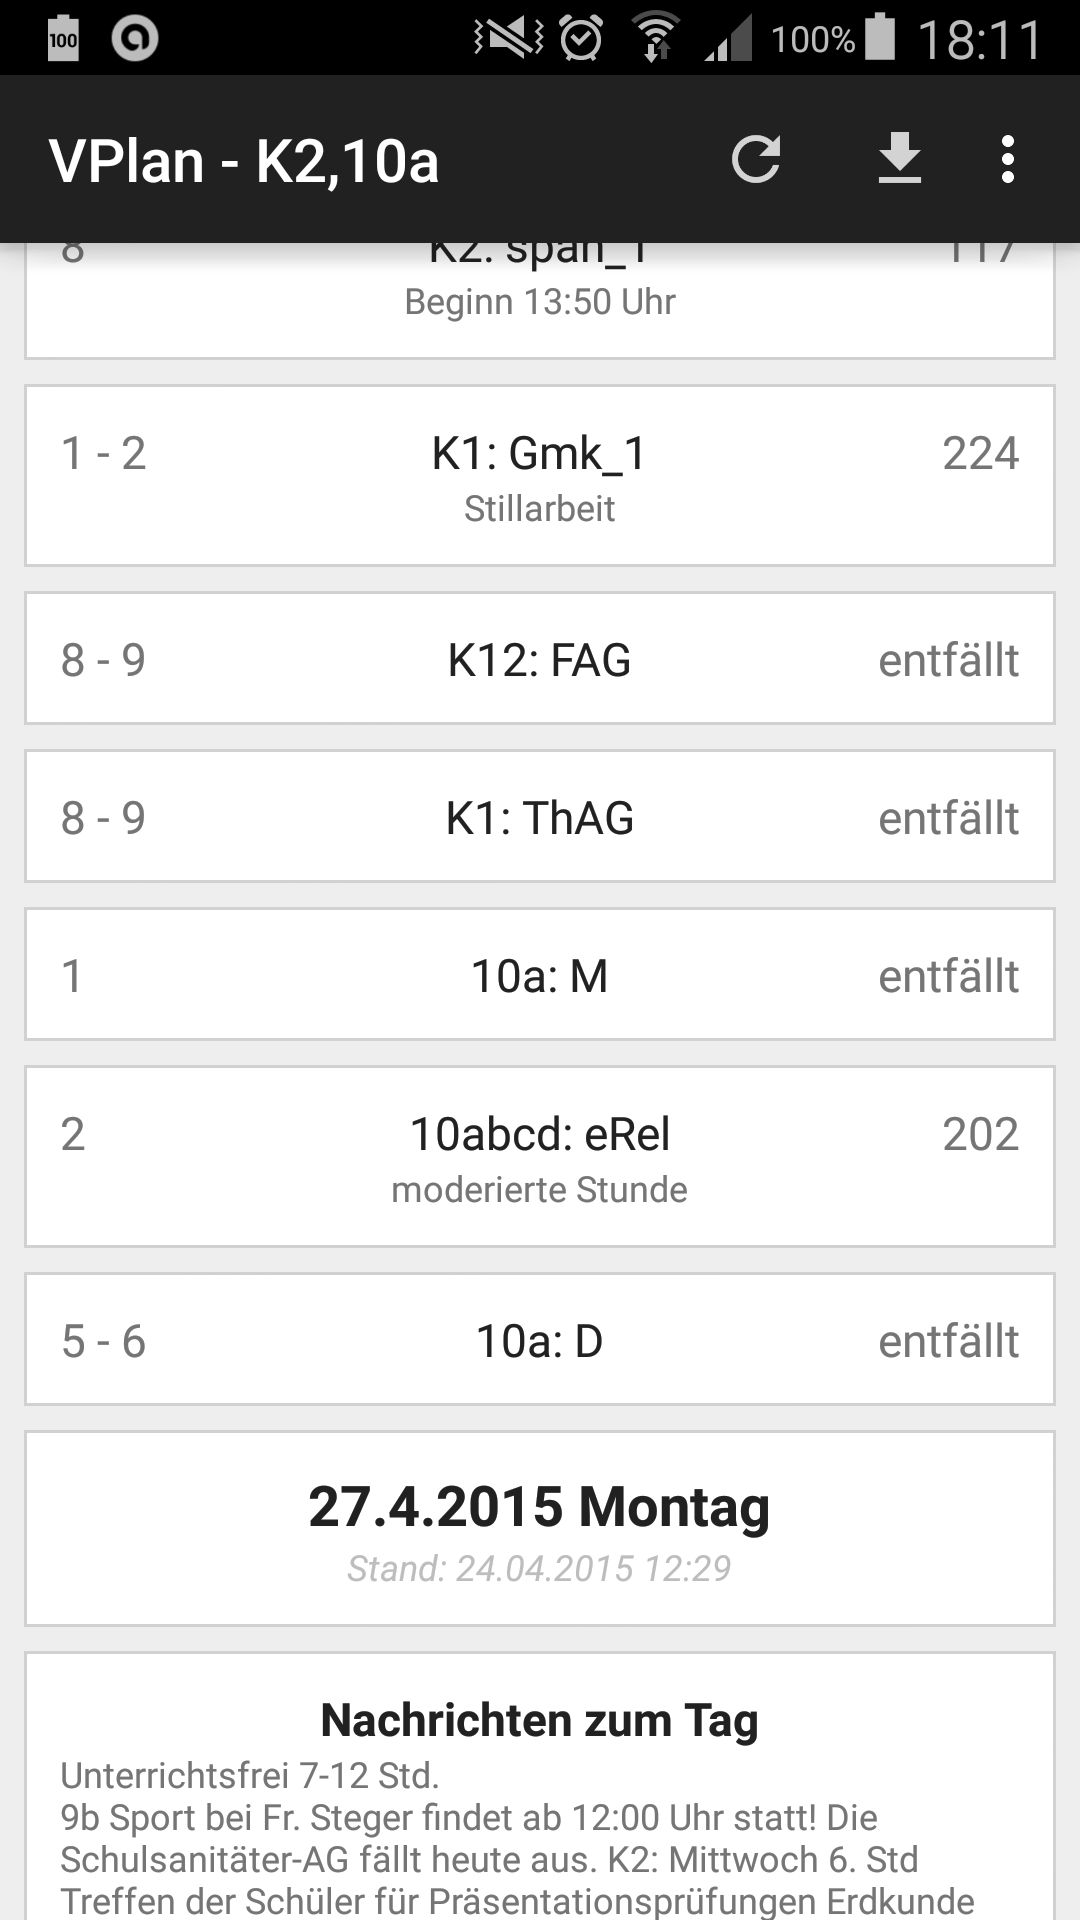 100
100% 18:11
VPlan - K2,10a
8 K2: span_1 117
Beginn 13:50 Uhr
1 - 2 K1: Gmk_1 224
Stillarbeit
8 - 9 K12: FAG entfällt
8 - 9 K1: ThAG entfällt
1 10a: M entfällt
2 10abcd: eRel 202
moderierte Stunde
5 - 6 10a: D entfällt
27.4.2015 Montag
Stand: 24.04.2015 12:29
Nachrichten zum Tag
Unterrichtsfrei 7-12 Std.
9b Sport bei Fr. Steger findet ab 12:00 Uhr statt! Die
Schulsanitäter-AG fällt heute aus. K2: Mittwoch 6. Std
Treffen der Schüler für Präsentationsprüfungen Erdkunde